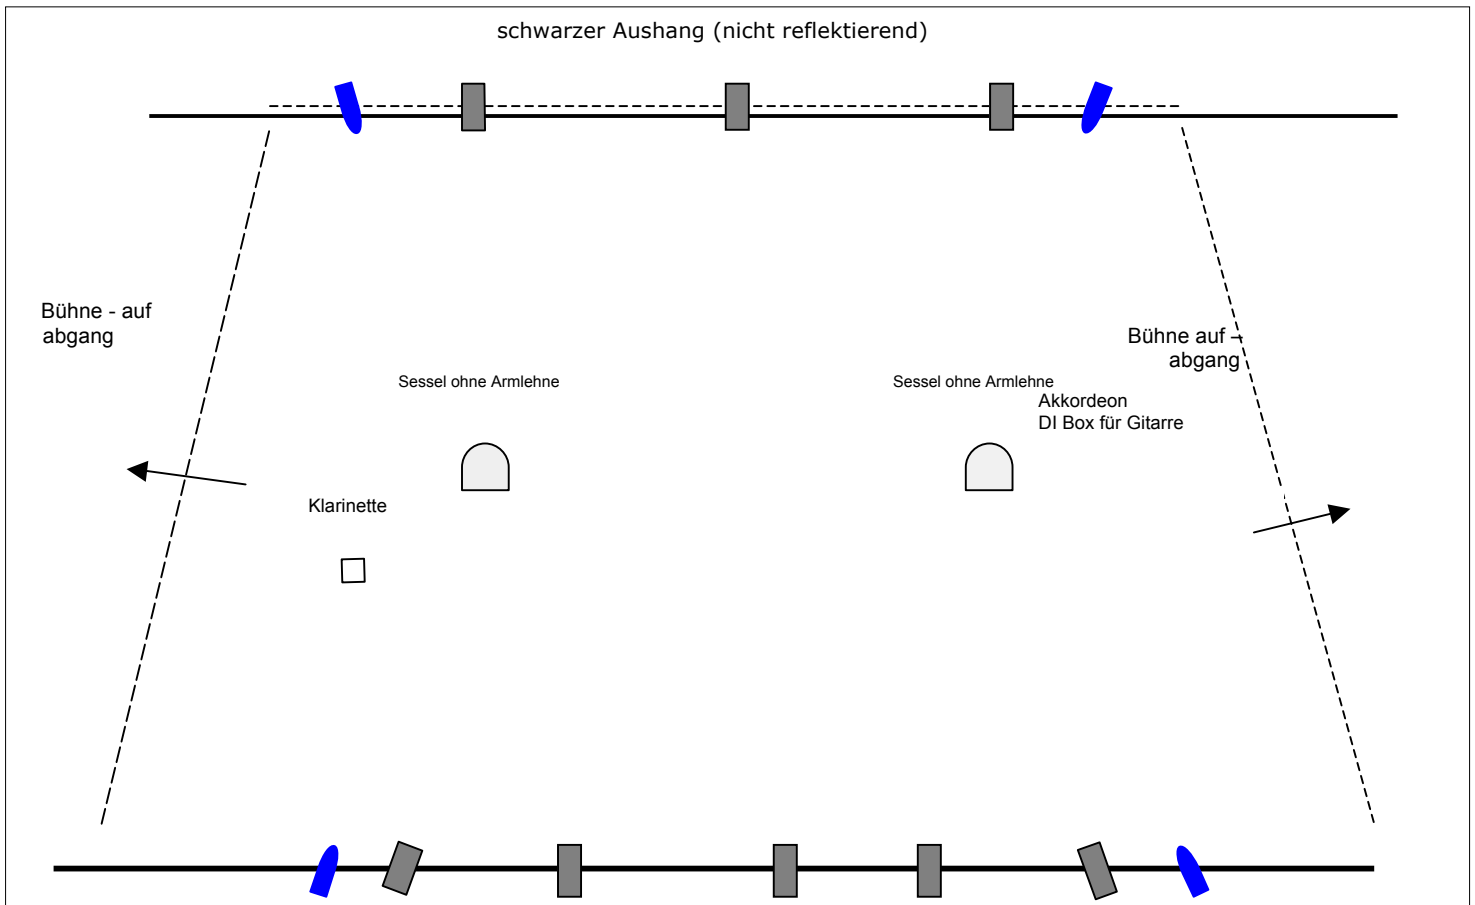 schwarzer Aushang (nicht reflektierend)
Bühne - auf
abgang
Bühne auf –
abgang
Sessel ohne Armlehne
Sessel ohne Armlehne
Akkordeon
DI Box für Gitarre
Klarinette